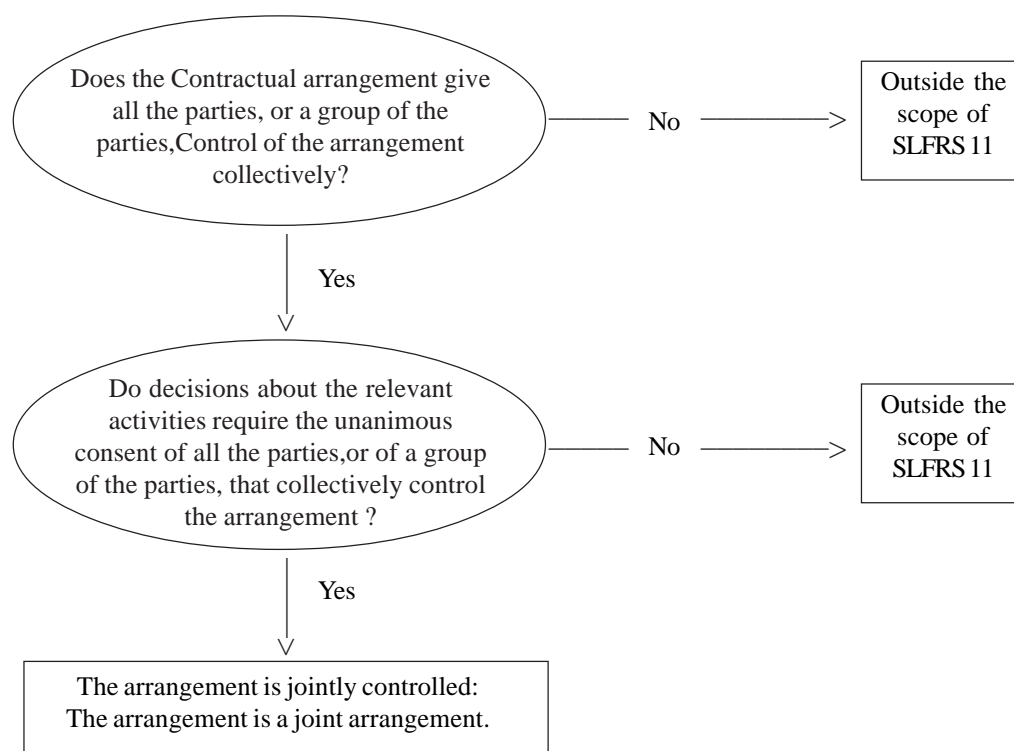 Does the Contractual arrangement give
all the parties, or a group of the
parties,Control of the arrangement
collectively?
No
Outside the
scope of
SLFRS 11
Yes
Do decisions about the relevant
activities require the unanimous
consent of all the parties,or of a group
of the parties, that collectively control
the arrangement ?
No
Outside the
scope of
SLFRS 11
Yes
The arrangement is jointly controlled:
The arrangement is a joint arrangement.